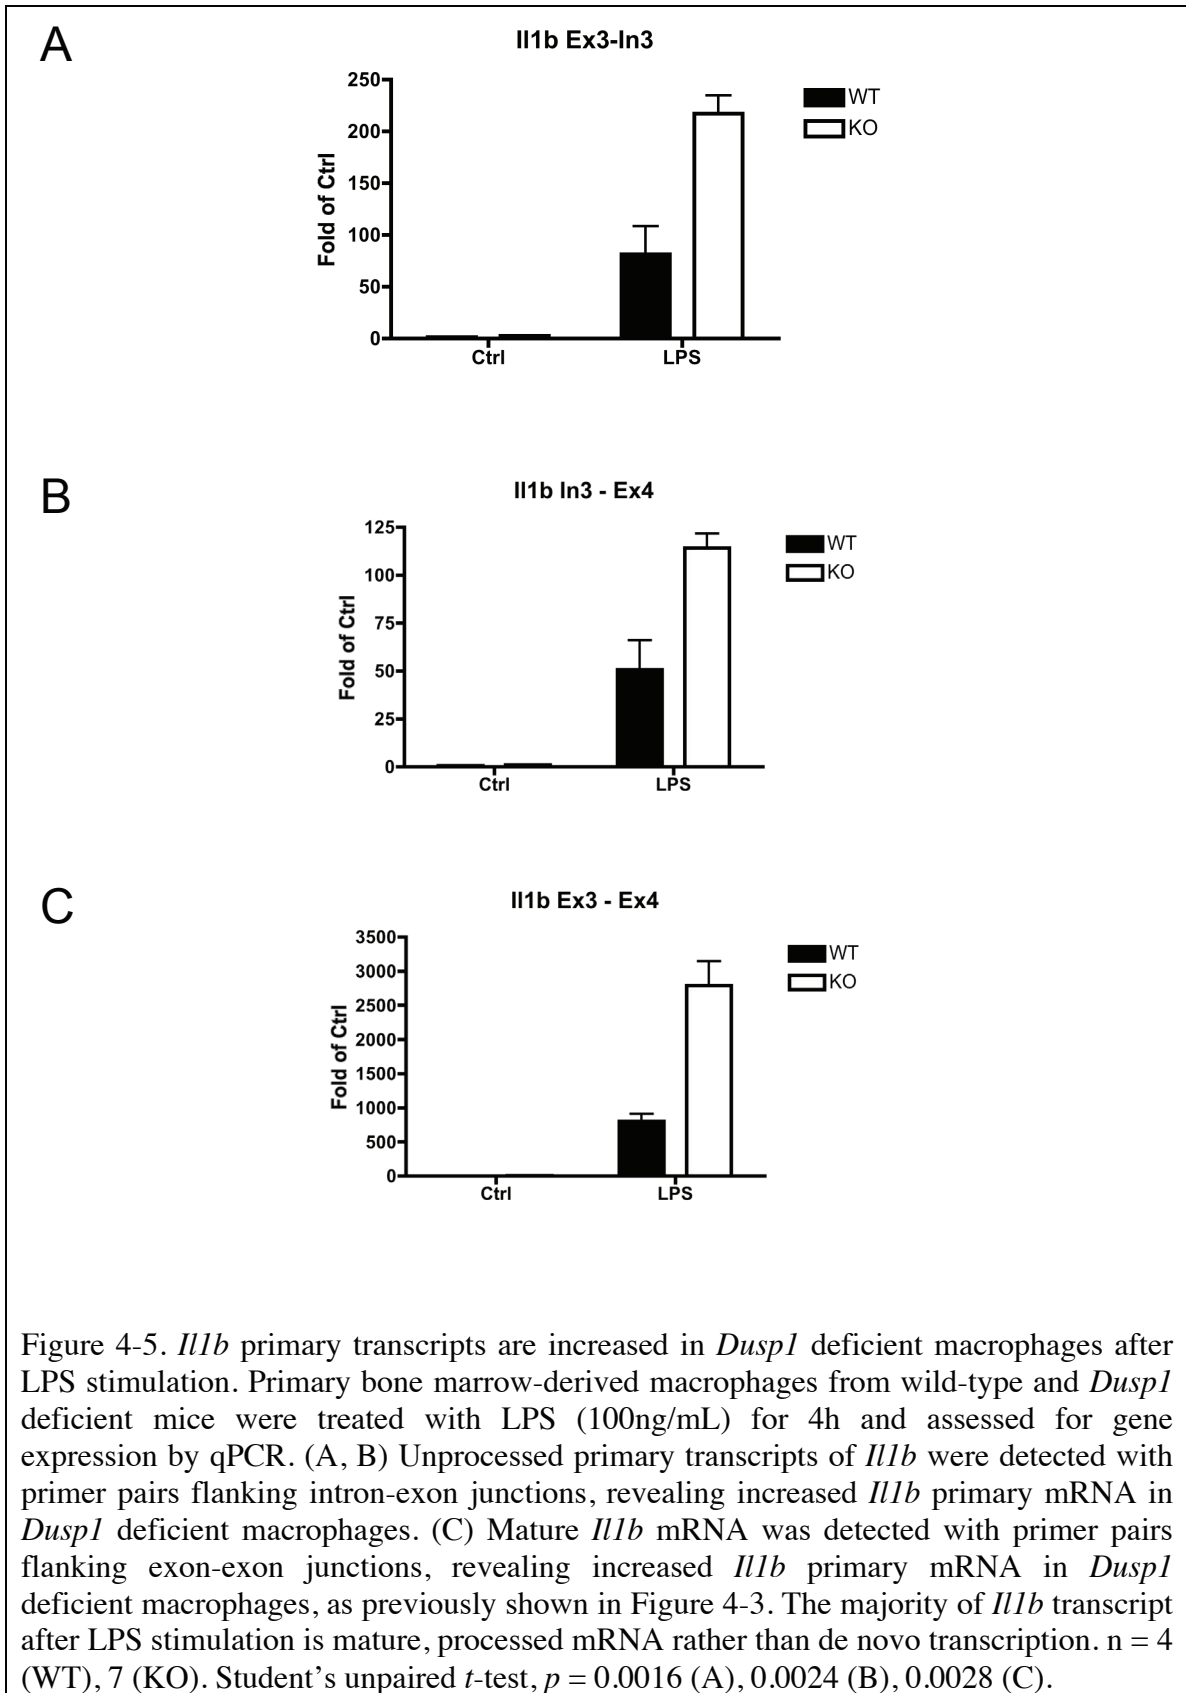 A
Il1b Ex3-In3
250
200
150
100
50
0
Fold of Ctrl
Ctrl
LPS
WT
KO
B
Il1b In3 - Ex4
125
100
75
50
25
0
Fold of Ctrl
Ctrl
LPS
WT
KO
C
Il1b Ex3 - Ex4
3500
3000
2500
2000
1500
1000
500
0
Fold of Ctrl
Ctrl
LPS
WT
KO
Figure 4-5. Il1b primary transcripts are increased in Dusp1 deficient macrophages after
LPS stimulation. Primary bone marrow-derived macrophages from wild-type and Dusp1
deficient mice were treated with LPS (100ng/mL) for 4h and assessed for gene
expression by qPCR. (A, B) Unprocessed primary transcripts of Il1b were detected with
primer pairs flanking intron-exon junctions, revealing increased Il1b primary mRNA in
Dusp1 deficient macrophages. (C) Mature Il1b mRNA was detected with primer pairs
flanking exon-exon junctions, revealing increased Il1b primary mRNA in Dusp1
deficient macrophages, as previously shown in Figure 4-3. The majority of Il1b transcript
after LPS stimulation is mature, processed mRNA rather than de novo transcription. n = 4
(WT), 7 (KO). Student’s unpaired t-test, p = 0.0016 (A), 0.0024 (B), 0.0028 (C).